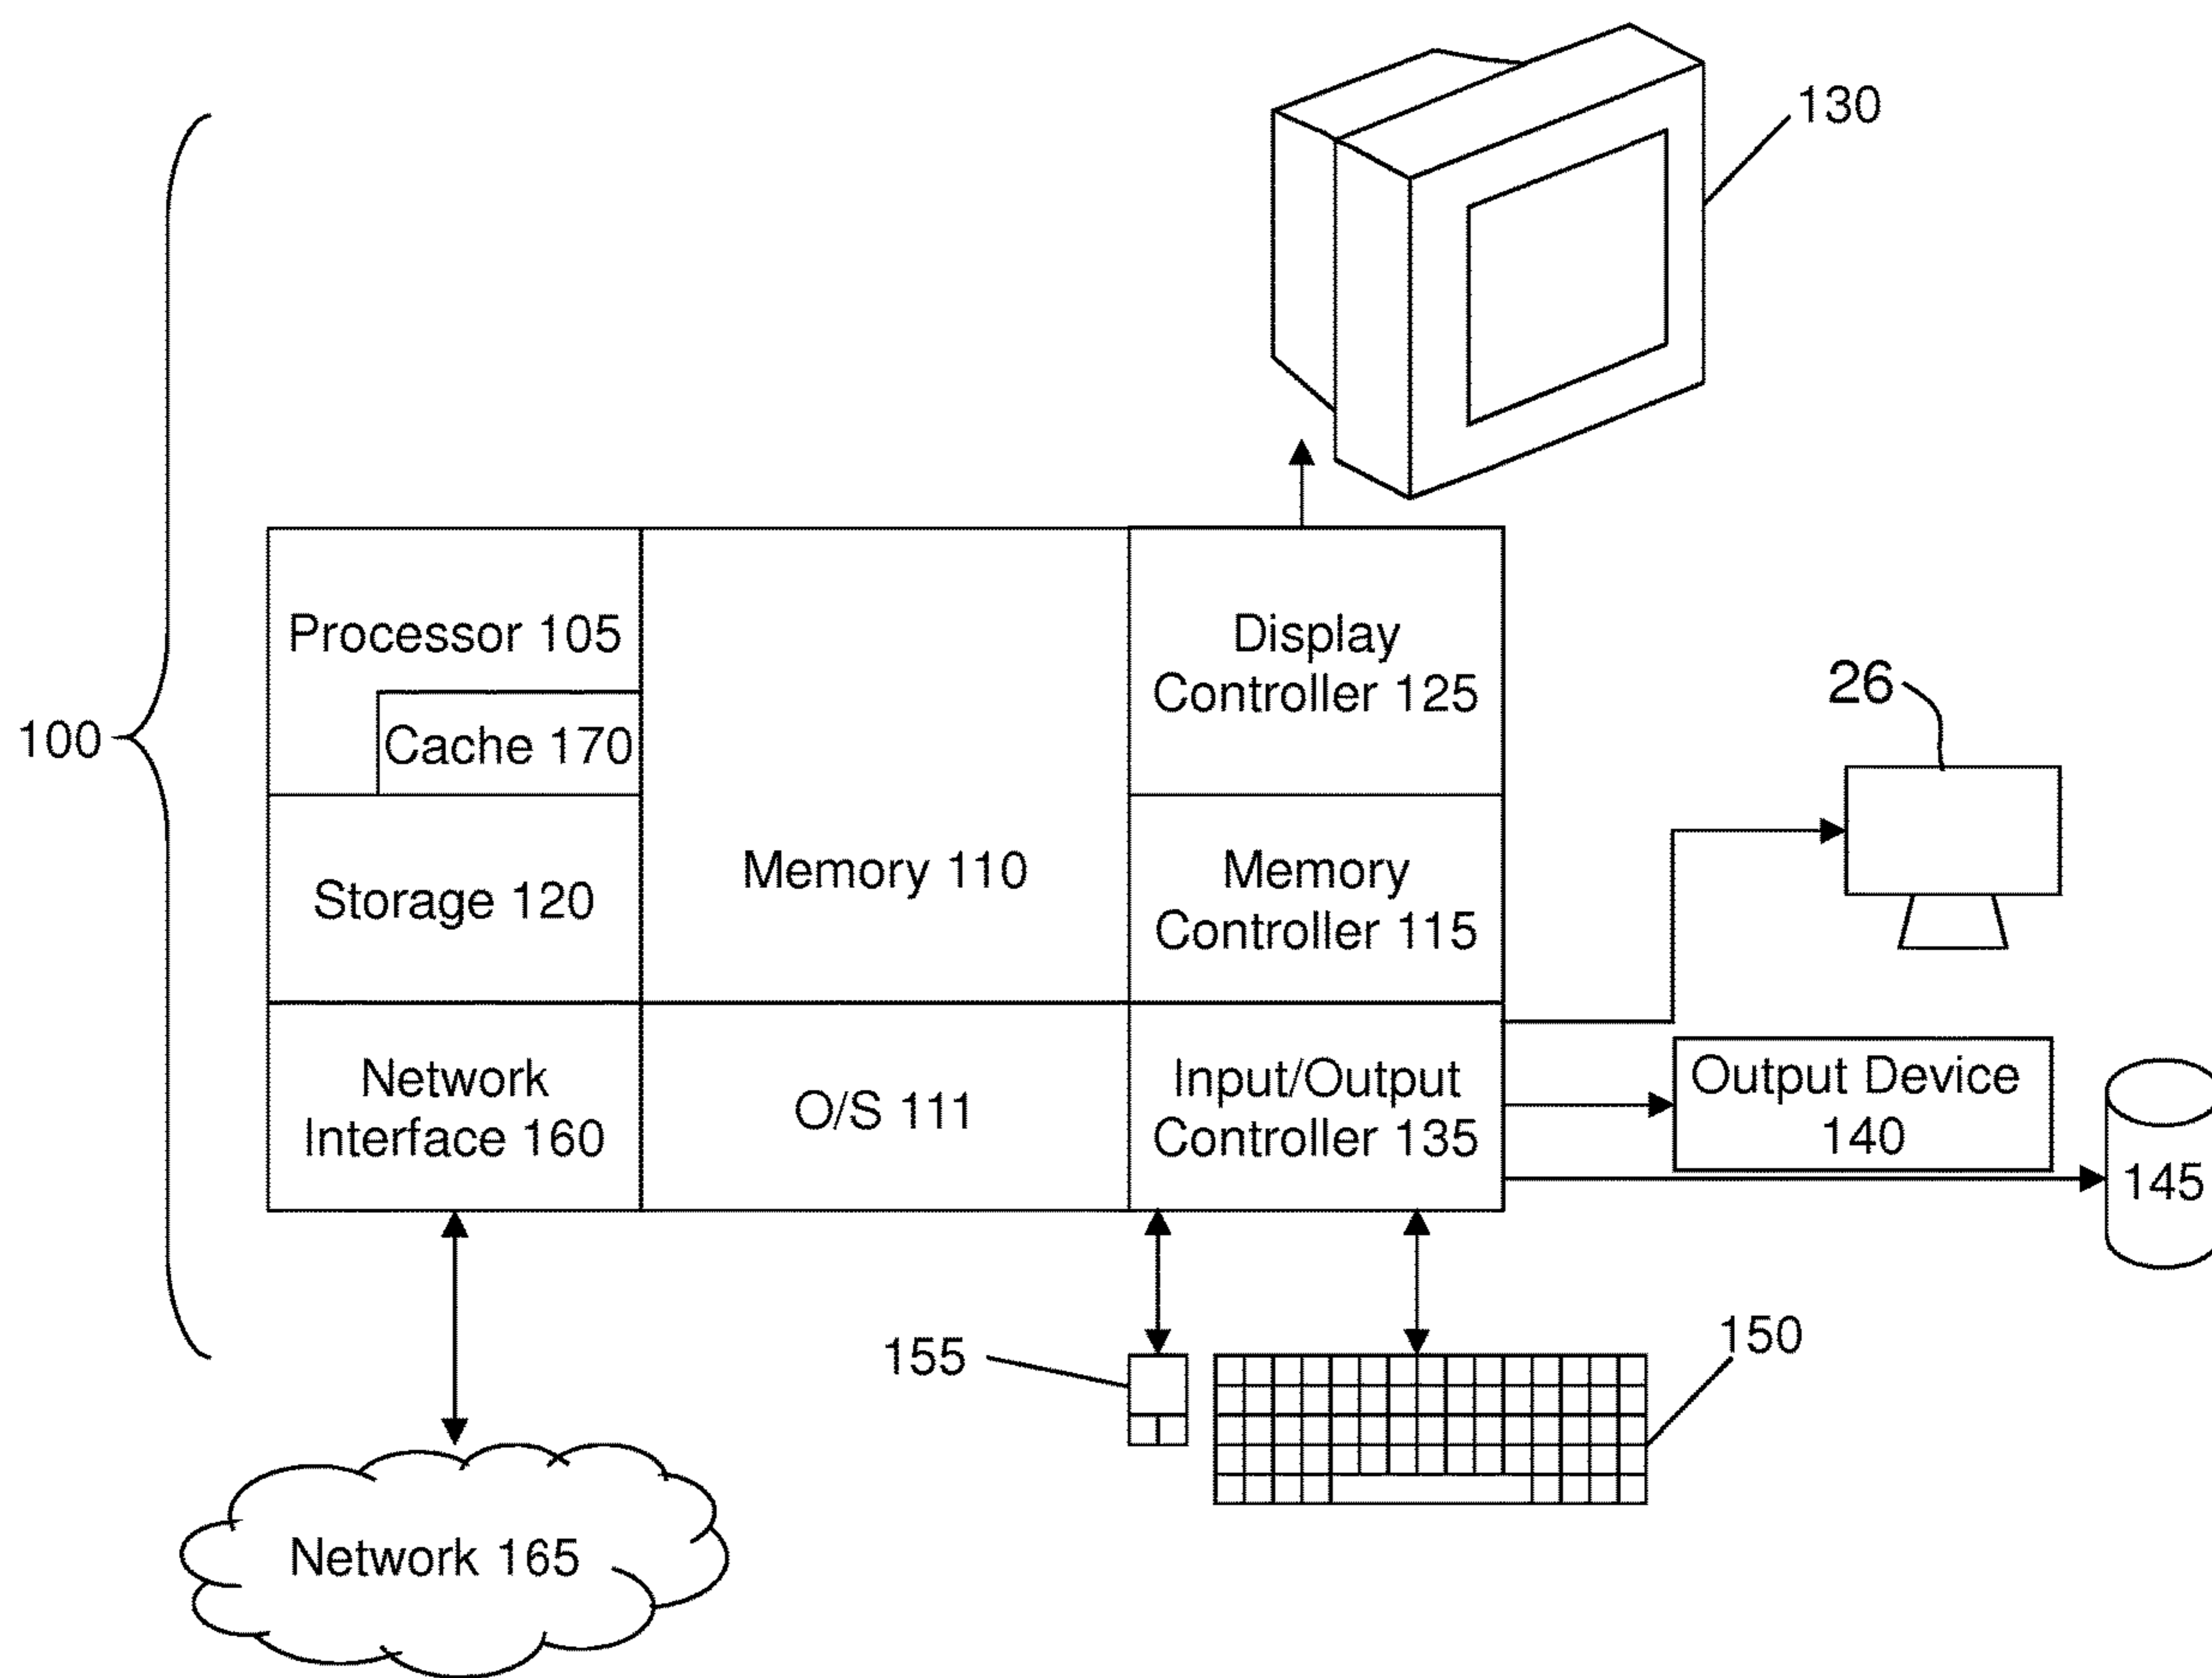 130
Processor 105
Display
Controller 125
26
100
Cache 170
Storage 120
Memory 110
Memory
Controller 115
Network
Interface 160
O/S 111
Input/Output
Controller 135
Output Device
140
145
155
150
Network 165